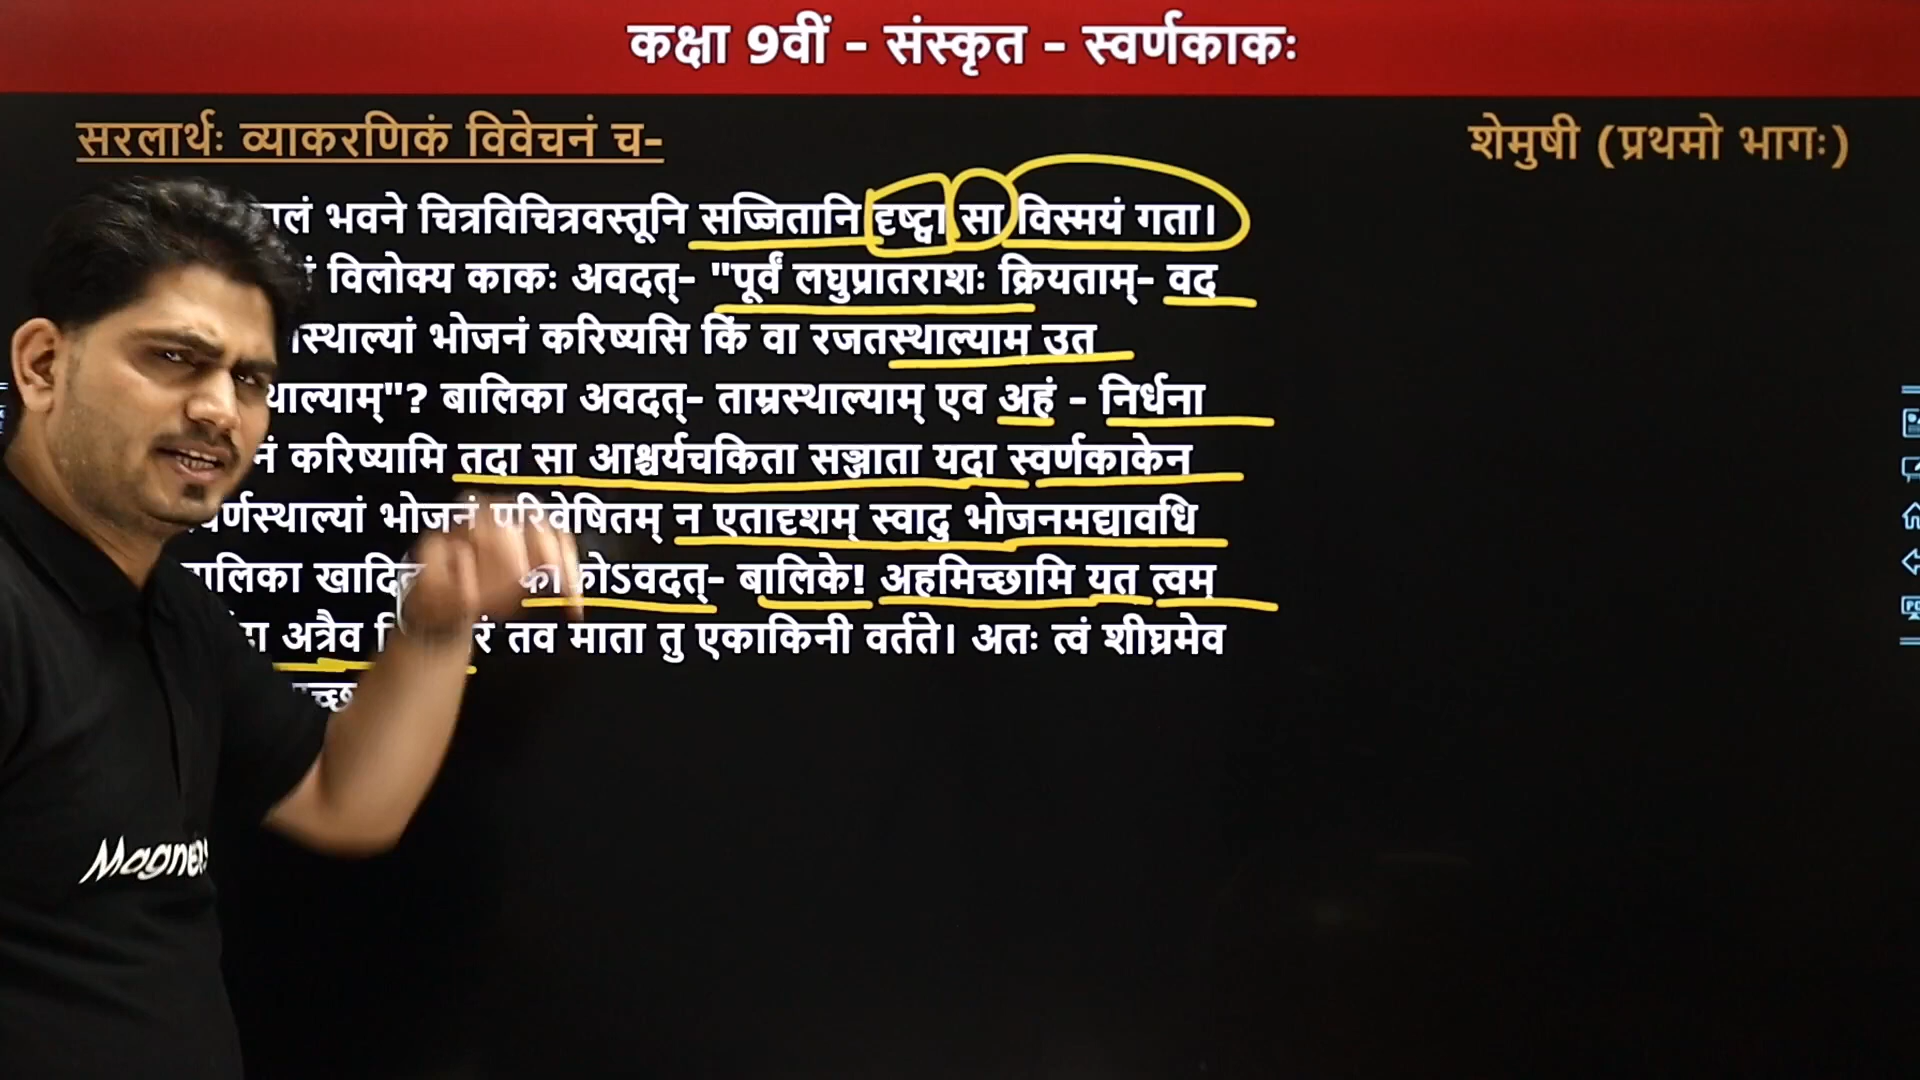 कक्षा 9वीं - संस्कृत - स्वर्णकाकः
सरलार्थः व्याकरणिकं विवेचनं च-
शेमुषी (प्रथमो भागः)
भवने चित्रविचित्रवस्तूनि सज्जितानि दृष्ट्वा सा विस्मयं गता।
विलोक्य काकः अवदत्- "पूर्वं लघुप्रातराशः क्रियताम्- वद
भोजनं करिष्यसि किं वा रजतस्थाल्याम् उत
बालिका अवदत्- ताम्रस्थाल्याम् एव अहं - निर्धना
करिष्यामि तदा सा आश्चर्यचकिता सञ्जाता यदा स्वर्णकाकेन
भोजनं परिवेषितम् न एतादृशम् स्वादु भोजनमद्यावधि
काकोऽवदत्- बालिके! अहमिच्छामि यत् त्वम्
अत्रैव तव माता तु एकाकिनी वर्तते। अतः त्वं शीघ्रमेव